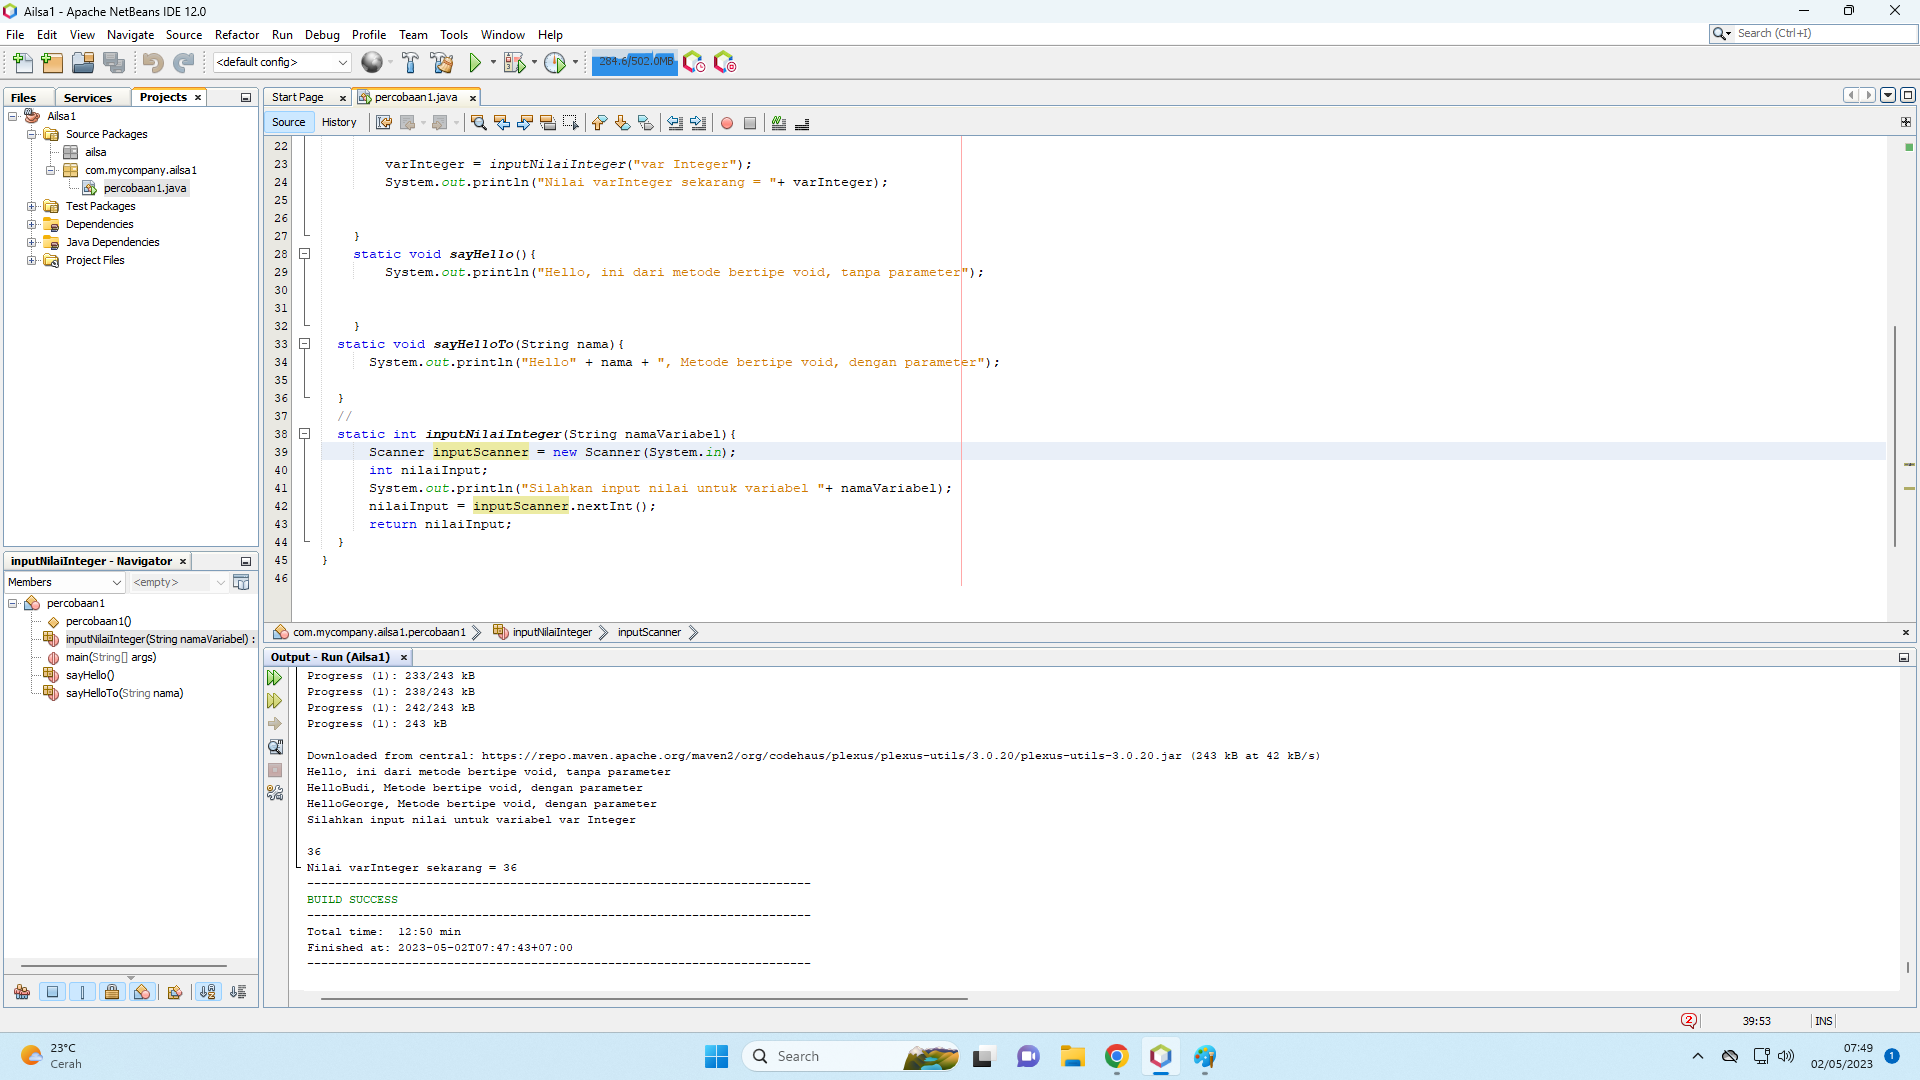 Ailsa1 - Apache NetBeans IDE 12.0
File Edit View Navigate Source Refactor Run Debug Profile Team Tools Window Help
Search (Ctrl+I)
<default config>
284.6/502.0MB
Files Services Projects
Start Page percobaan1.java
Ailsa1
Source Packages
ailsa
com.mycompany.ailsa1
percobaan1.java
Test Packages
Dependencies
Java Dependencies
Project Files
Source History
22
23 varInteger = inputNilaiInteger("var Integer");
24 System.out.println("Nilai varInteger sekarang = "+ varInteger);
25
26
27 }
28 static void sayHello(){
29 System.out.println("Hello, ini dari metode bertipe void, tanpa parameter");
30
31
32 }
33 static void sayHelloTo(String nama){
34 System.out.println("Hello" + nama + ", Metode bertipe void, dengan parameter");
35
36 }
37 //
38 static int inputNilaiInteger(String namaVariabel){
39 Scanner inputScanner = new Scanner(System.in);
40 int nilaiInput;
41 System.out.println("Silahkan input nilai untuk variabel "+ namaVariabel);
42 nilaiInput = inputScanner.nextInt();
43 return nilaiInput;
44 }
45 }
46
com.mycompany.ailsa1.percobaan1 inputNilaiInteger inputScanner
inputNilaiInteger - Navigator
Members <empty>
percobaan1
percobaan1()
inputNilaiInteger(String namaVariabel) :
main(String[] args)
sayHello()
sayHelloTo(String nama)
Output - Run (Ailsa1)
Progress (1): 233/243 kB
Progress (1): 238/243 kB
Progress (1): 242/243 kB
Progress (1): 243 kB
Downloaded from central: https://repo.maven.apache.org/maven2/org/codehaus/plexus/plexus-utils/3.0.20/plexus-utils-3.0.20.jar (243 kB at 42 kB/s)
Hello, ini dari metode bertipe void, tanpa parameter
HelloBudi, Metode bertipe void, dengan parameter
HelloGeorge, Metode bertipe void, dengan parameter
Silahkan input nilai untuk variabel var Integer
36
Nilai varInteger sekarang = 36
------------------------------------------------------------------------
BUILD SUCCESS
------------------------------------------------------------------------
Total time:  12:50 min
Finished at: 2023-05-02T07:47:43+07:00
------------------------------------------------------------------------
2 39:53 INS
23°C
Cerah
Search
07:49
02/05/2023
1